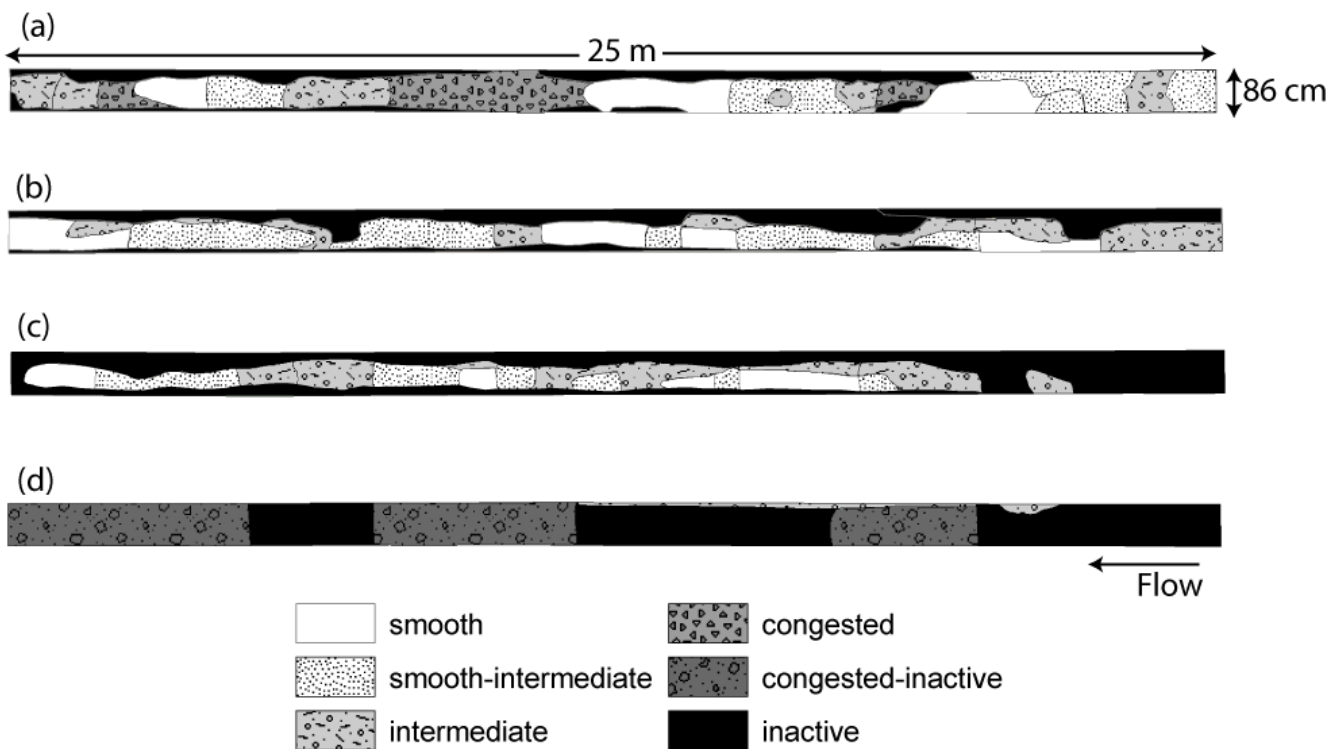 (a)
25 m
86 cm
(b)
(c)
(d)
Flow
smooth
congested
smooth-intermediate
congested-inactive
intermediate
inactive